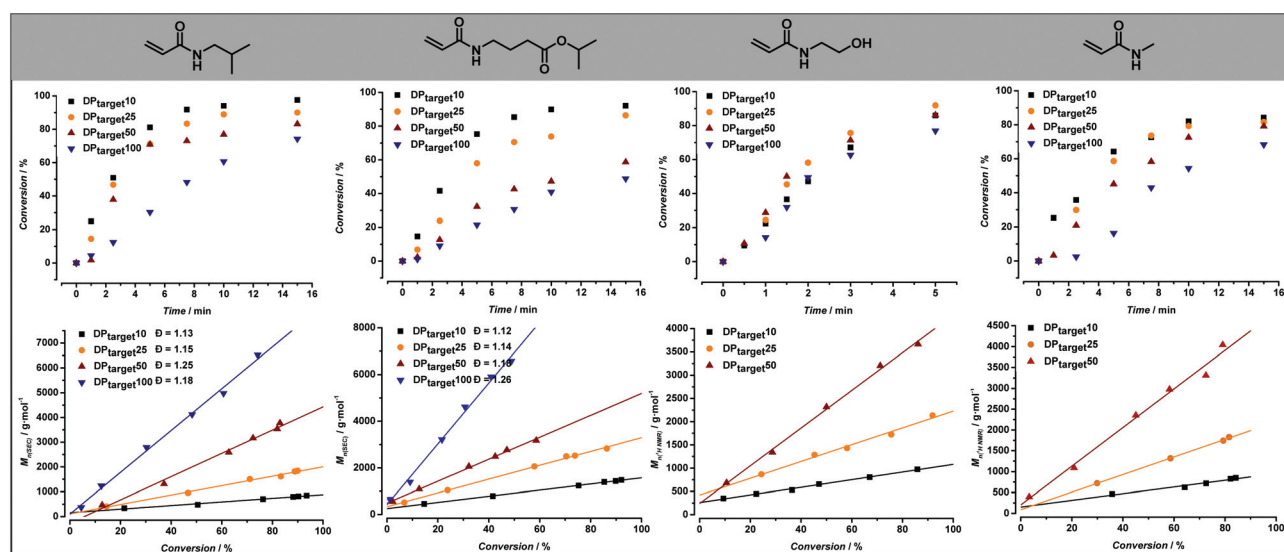 O
N
H
O
N
H
O
O
O
N
H
OH
O
N
H
100
80
60
40
20
0
Conversion / %
DPtarget10
DPtarget25
DPtarget50
DPtarget100
0 2 4 6 8 10 12 14 16
Time / min
100
80
60
40
20
0
Conversion / %
DPtarget10
DPtarget25
DPtarget50
DPtarget100
0 2 4 6 8 10 12 14 16
Time / min
100
80
60
40
20
0
Conversion / %
DPtarget10
DPtarget25
DPtarget50
DPtarget100
0 1 2 3 4 5
Time / min
100
80
60
40
20
0
Conversion / %
DPtarget10
DPtarget25
DPtarget50
DPtarget100
0 2 4 6 8 10 12 14 16
Time / min
7000
6000
5000
4000
3000
2000
1000
0
Mn(SEC) / g·mol-1
DPtarget10 Đ = 1.13
DPtarget25 Đ = 1.15
DPtarget50 Đ = 1.25
DPtarget100 Đ = 1.18
0 20 40 60 80 100
Conversion / %
8000
6000
4000
2000
0
Mn(SEC) / g·mol-1
DPtarget10 Đ = 1.12
DPtarget25 Đ = 1.14
DPtarget50
DPtarget100 Đ = 1.26
0 20 40 60 80 100
Conversion / %
4000
3500
3000
2500
2000
1500
1000
500
0
Mn(1H NMR) / g·mol-1
DPtarget10
DPtarget25
DPtarget50
0 20 40 60 80 100
Conversion / %
4500
4000
3500
3000
2500
2000
1500
1000
500
0
Mn(1H NMR) / g·mol-1
DPtarget10
DPtarget25
DPtarget50
0 20 40 60 80 100
Conversion / %